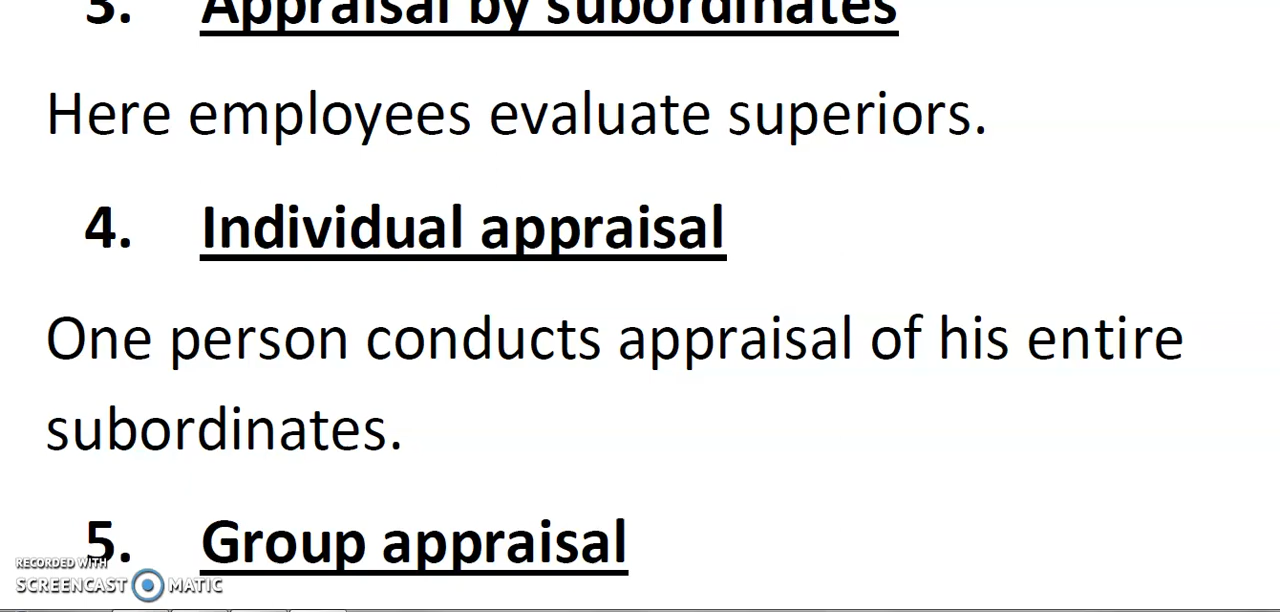 3. Appraisal by subordinates
Here employees evaluate superiors.
4. Individual appraisal
One person conducts appraisal of his entire
subordinates.
5. Group appraisal
RECORDED WITH
SCREENCAST MATIC